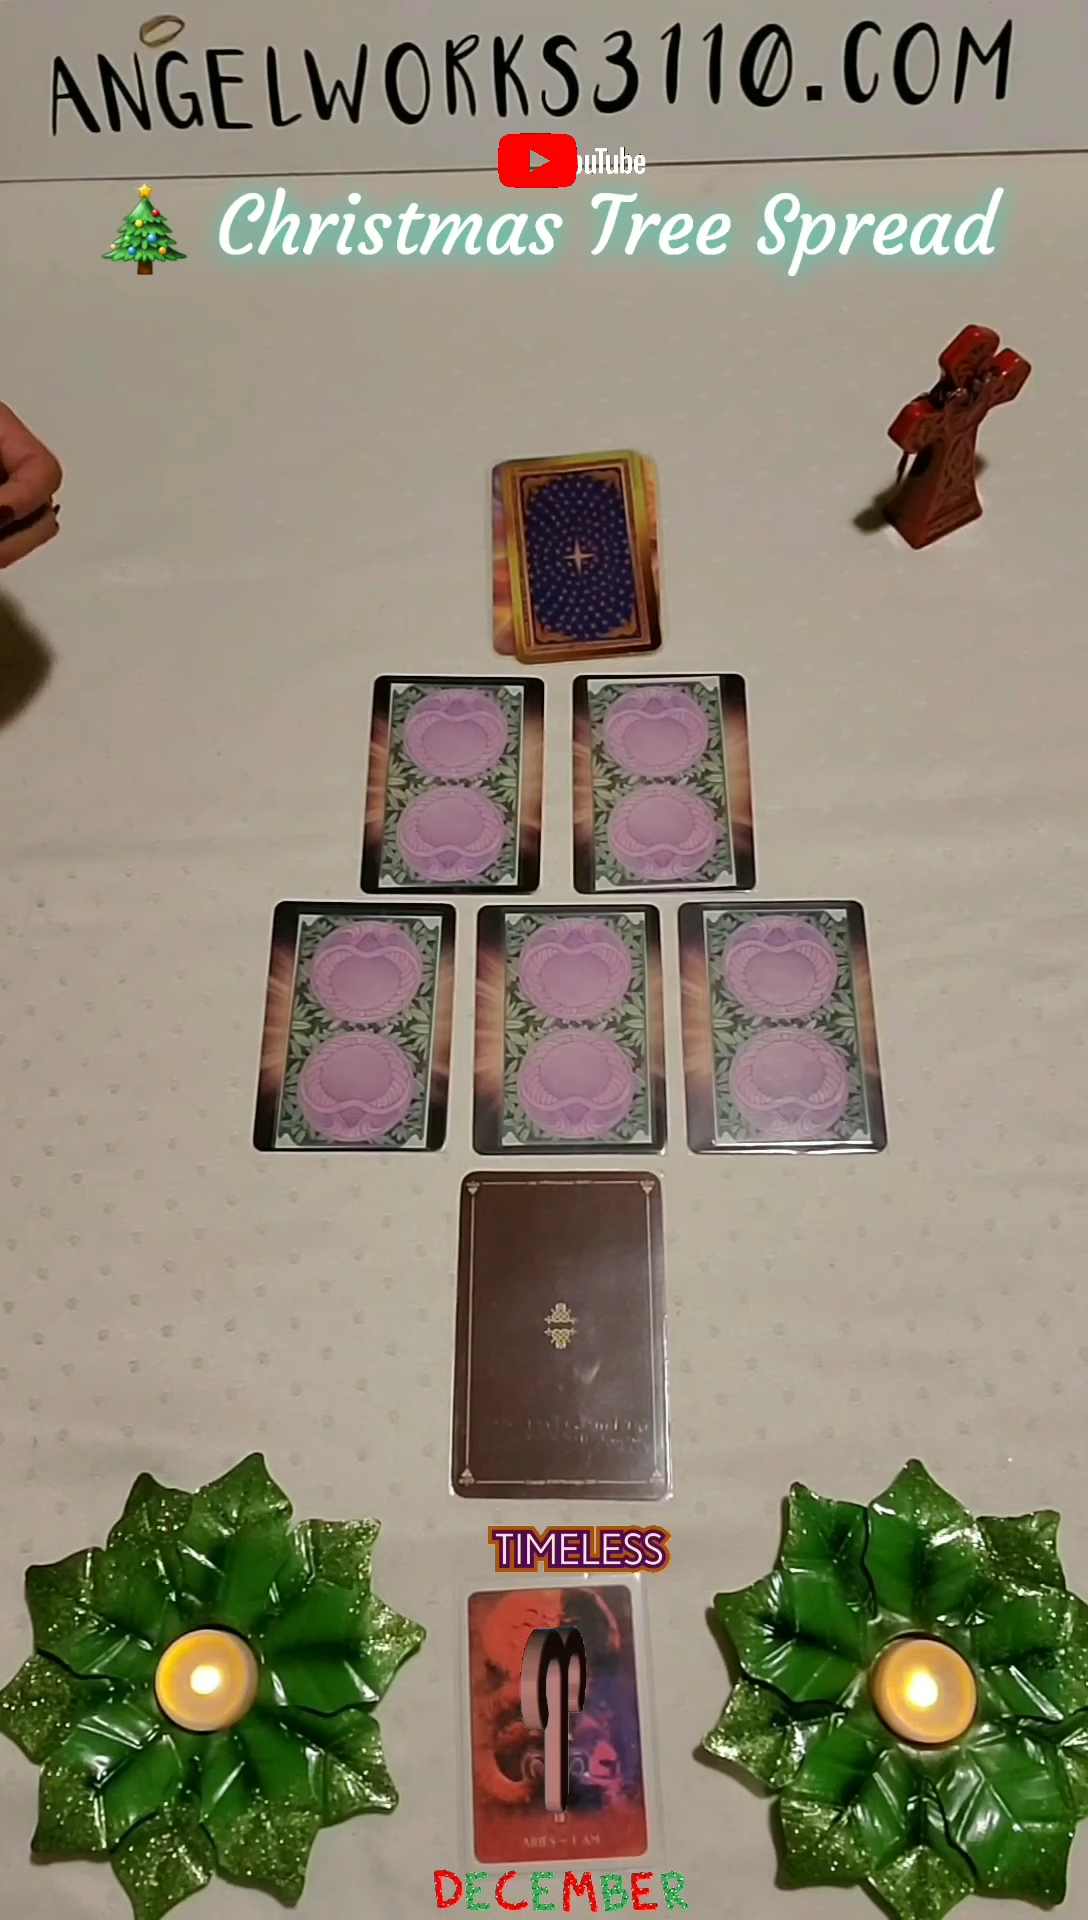 ANGELWORKS3110.COM
YouTube
Christmas Tree Spread
TIMELESS
ARIES ~ I AM
DECEMBER